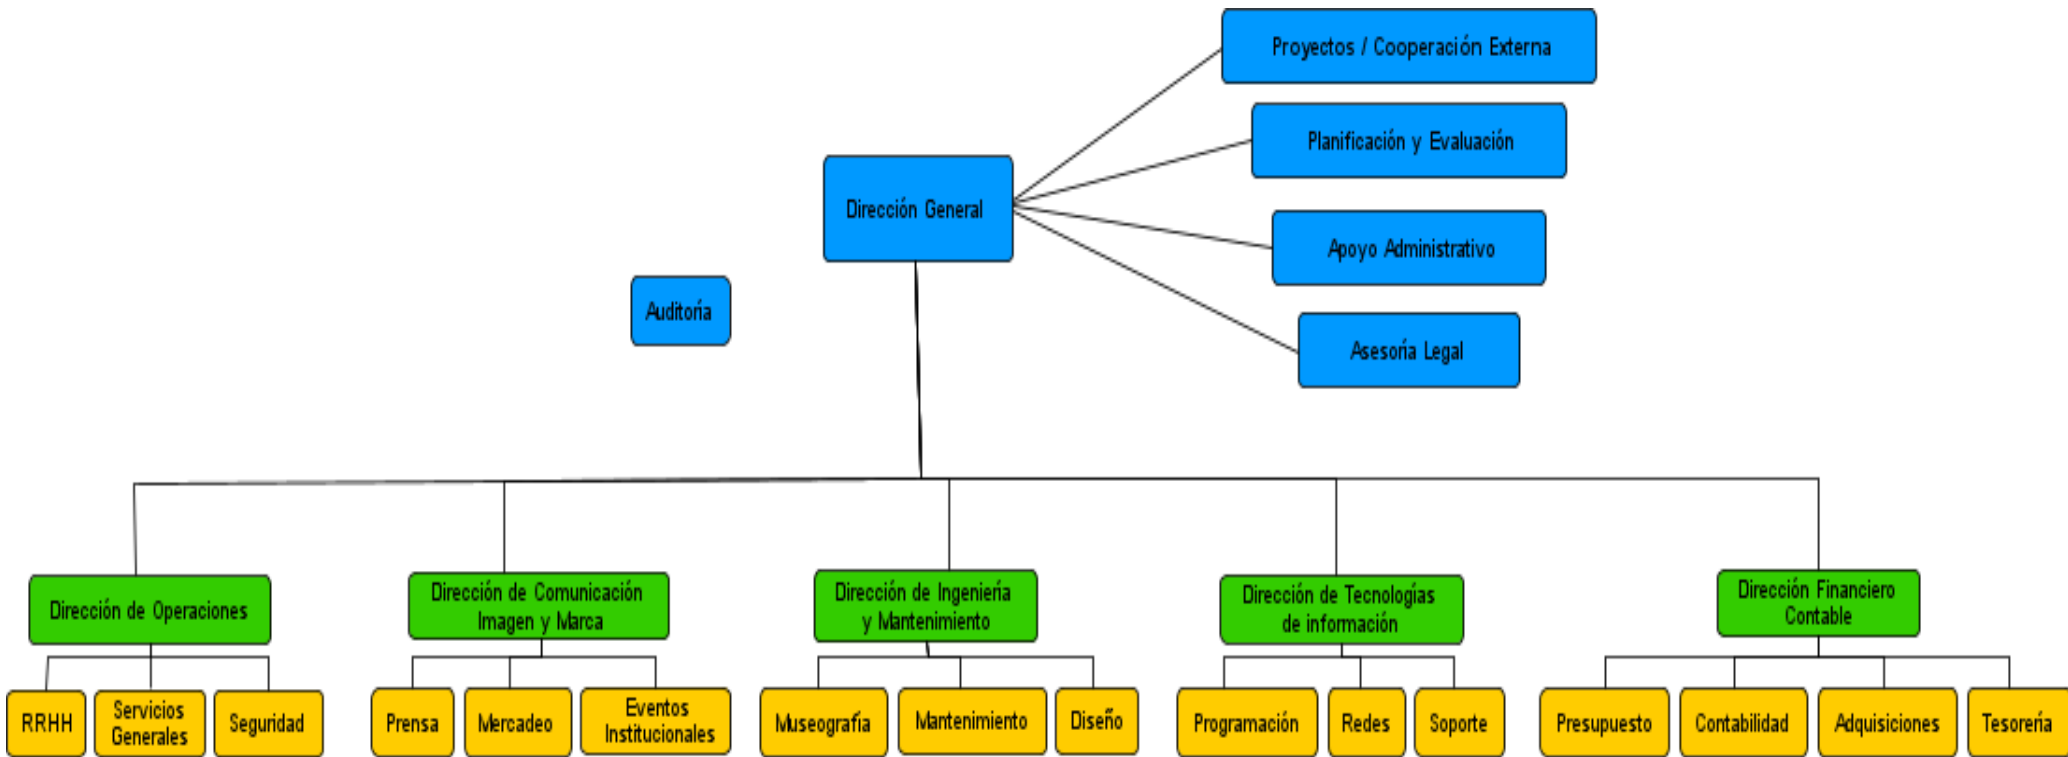 Proyectos / Cooperación Externa
Planificación y Evaluación
Dirección General
Apoyo Administrativo
Auditoría
Asesoría Legal
Dirección de Operaciones
Dirección de Comunicación
Imagen y Marca
Dirección de Ingeniería
y Mantenimiento
Dirección de Tecnologías
de información
Dirección Financiero
Contable
RRHH
Servicios
Generales
Seguridad
Prensa
Mercadeo
Eventos
Institucionales
Museografía
Mantenimiento
Diseño
Programación
Redes
Soporte
Presupuesto
Contabilidad
Adquisiciones
Tesorería